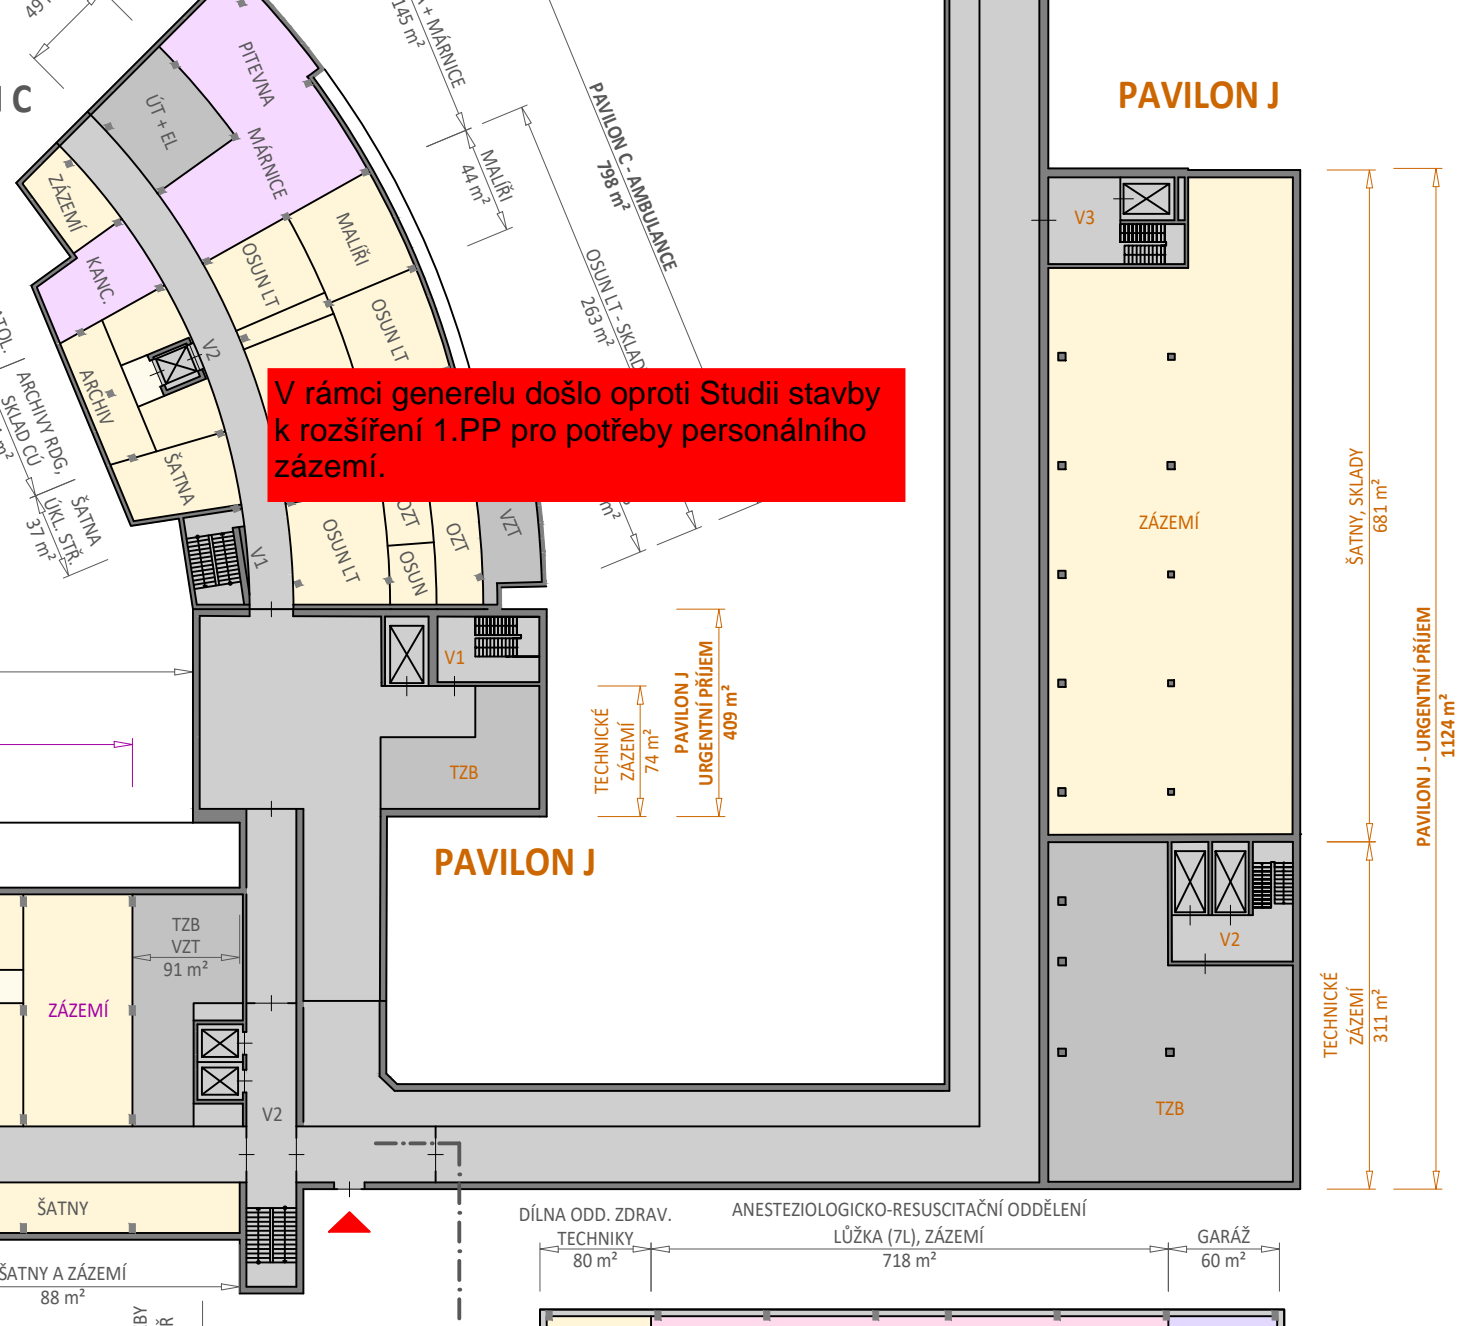 C
PAVILON J
PITEVNA
MÁRNICE
ÚT + EL
ZÁZEMÍ
KANC.
ARCHIV
ŠATNA
V2
V1
OSUN LT
MALÍŘI
OSUN LT
OSUN LT
OZT
OSUN
OZT
VZT
+ MÁRNICE
145 m²
MALÍŘI
44 m²
PAVILON C - AMBULANCE
798 m²
OSUN LT - SKLAD
263 m²
m²
ARCHIVY RDG,
SKLAD CÚ
ŠATNA
ÚKL. STŘ.
37 m²
V rámci generelu došlo oproti Studii stavby
k rozšíření 1.PP pro potřeby personálního
zázemí.
V3
ZÁZEMÍ
ŠATNY, SKLADY
681 m²
PAVILON J - URGENTNÍ PŘÍJEM
1124 m²
V1
TZB
TECHNICKÉ
ZÁZEMÍ
74 m²
PAVILON J
URGENTNÍ PŘÍJEM
409 m²
PAVILON J
TZB
VZT
91 m²
ZÁZEMÍ
V2
V2
TZB
TECHNICKÉ
ZÁZEMÍ
311 m²
ŠATNY
ŠATNY A ZÁZEMÍ
88 m²
DÍLNA ODD. ZDRAV.
TECHNIKY
80 m²
ANESTEZIOLOGICKO-RESUSCITAČNÍ ODDĚLENÍ
LŮŽKA (7L), ZÁZEMÍ
718 m²
GARÁŽ
60 m²